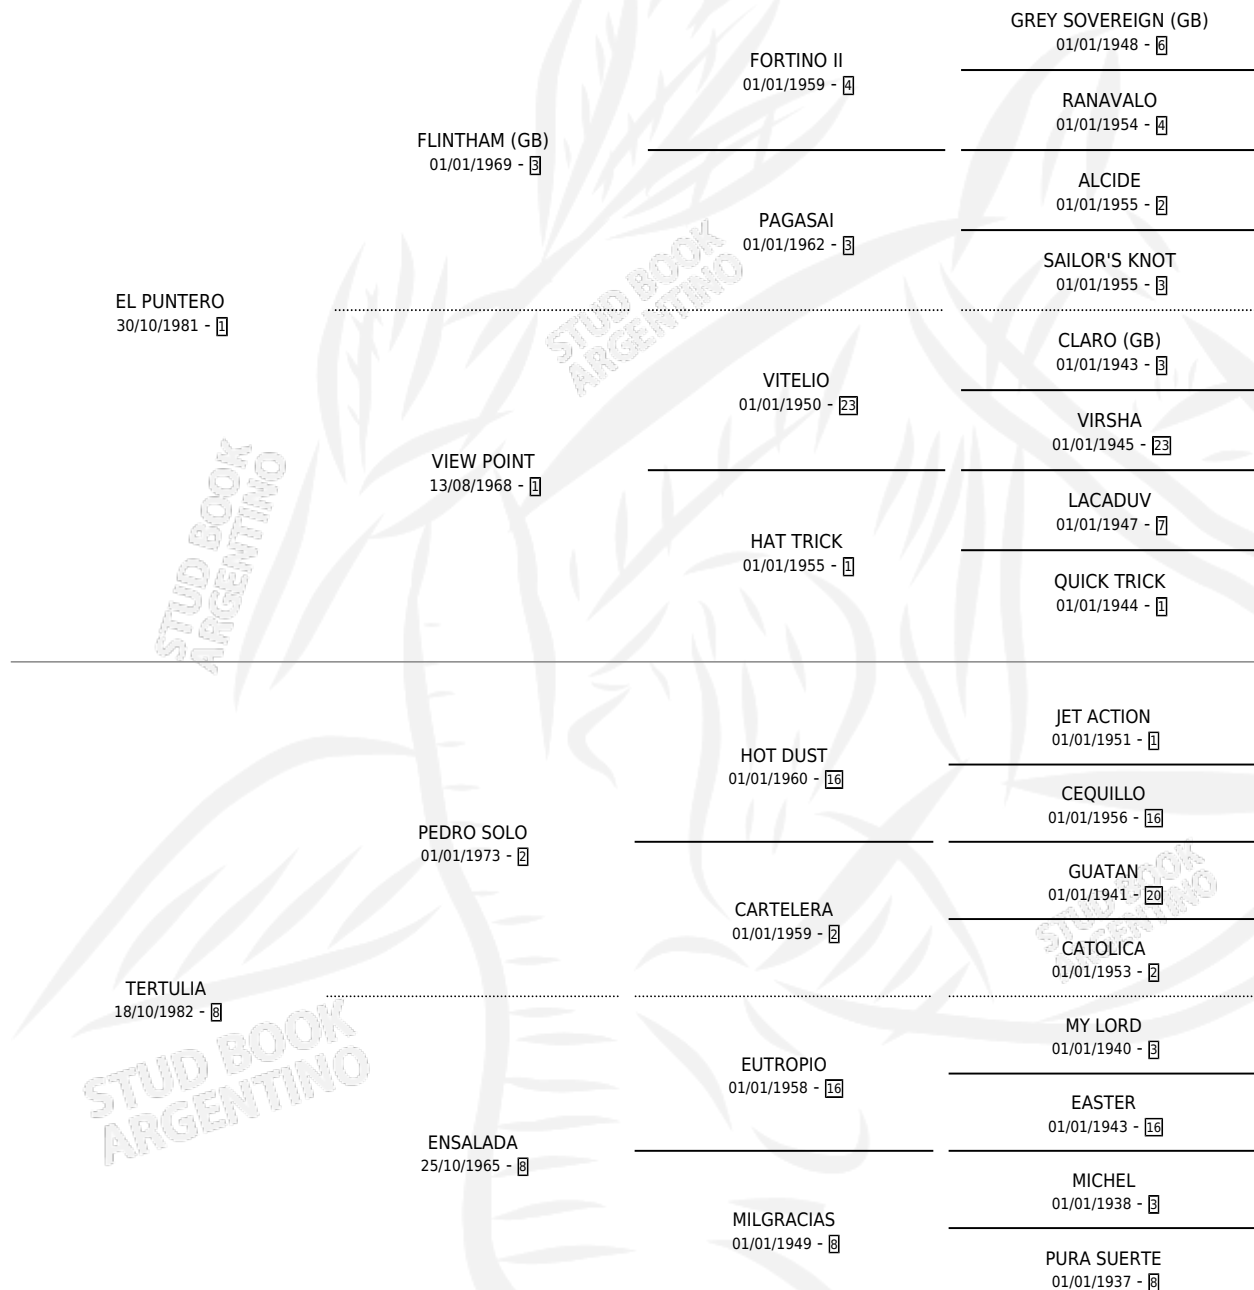 GREY SOVEREIGN (GB)
01/01/1948 - 6
FORTINO II
01/01/1959 - 4
RANAVALO
01/01/1954 - 4
FLINTHAM (GB)
01/01/1969 - 3
ALCIDE
01/01/1955 - 2
PAGASAI
01/01/1962 - 3
SAILOR'S KNOT
01/01/1955 - 3
EL PUNTERO
30/10/1981 - 1
CLARO (GB)
01/01/1943 - 3
VITELIO
01/01/1950 - 23
VIRSHA
01/01/1945 - 23
VIEW POINT
13/08/1968 - 1
LACADUV
01/01/1947 - 7
HAT TRICK
01/01/1955 - 1
QUICK TRICK
01/01/1944 - 1
JET ACTION
01/01/1951 - 1
HOT DUST
01/01/1960 - 16
CEQUILLO
01/01/1956 - 16
PEDRO SOLO
01/01/1973 - 2
GUATAN
01/01/1941 - 20
CARTELERA
01/01/1959 - 2
CATOLICA
01/01/1953 - 2
TERTULIA
18/10/1982 - 8
MY LORD
01/01/1940 - 3
EUTROPIO
01/01/1958 - 16
EASTER
01/01/1943 - 16
ENSALADA
25/10/1965 - 8
MICHEL
01/01/1938 - 3
MILGRACIAS
01/01/1949 - 8
PURA SUERTE
01/01/1937 - 8
STUD BOOK
ARGENTINO
STUD BOOK
ARGENTINO
STUD BOOK
ARGENTINO
STUD BOOK
ARGENTINO